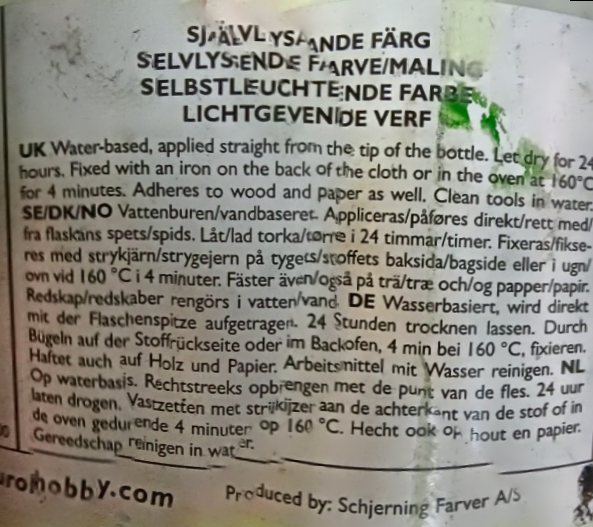 SJÄLVLYSANDE FÄRG
SELVLYSENDE FARVE/MALING
SELBSTLEUCHTENDE FARBE
LICHTGEVENDE VERF
UK Water-based, applied straight from the tip of the bottle. Let dry for 24
hours. Fixed with an iron on the back of the cloth or in the oven at 160°C
for 4 minutes. Adheres to wood and paper as well. Clean tools in water.
SE/DK/NO Vattenburen/vandbaseret. Appliceras/påføres direkt/rett med/
fra flaskans spets/spids. Låt/lad torka/tørre i 24 timmar/timer. Fixeras/fikse-
res med strykjärn/strygejern på tygets/stoffets baksida/bagside eller i ugn/
ovn vid 160 °C i 4 minuter. Fäster även/også på trä/træ och/og papper/papir.
Redskap/redskaber rengörs i vatten/vand. DE Wasserbasiert, wird direkt
mit der Flaschenspitze aufgetragen. 24 Stunden trocknen lassen. Durch
Bügeln auf der Stoffrückseite oder im Backofen, 4 min bei 160 °C, fixieren.
Haftet auch auf Holz und Papier. Arbeitsmittel mit Wasser reinigen. NL
Op waterbasis. Rechtstreeks opbrengen met de punt van de fles. 24 uur
laten drogen. Vastzetten met strijkijzer aan de achterkant van de stof of in
de oven gedurende 4 minuter op 160 °C. Hecht ook op hout en papier.
Gereedschap reinigen in water.
urohobby.com
Produced by: Schjerning Farver A/S